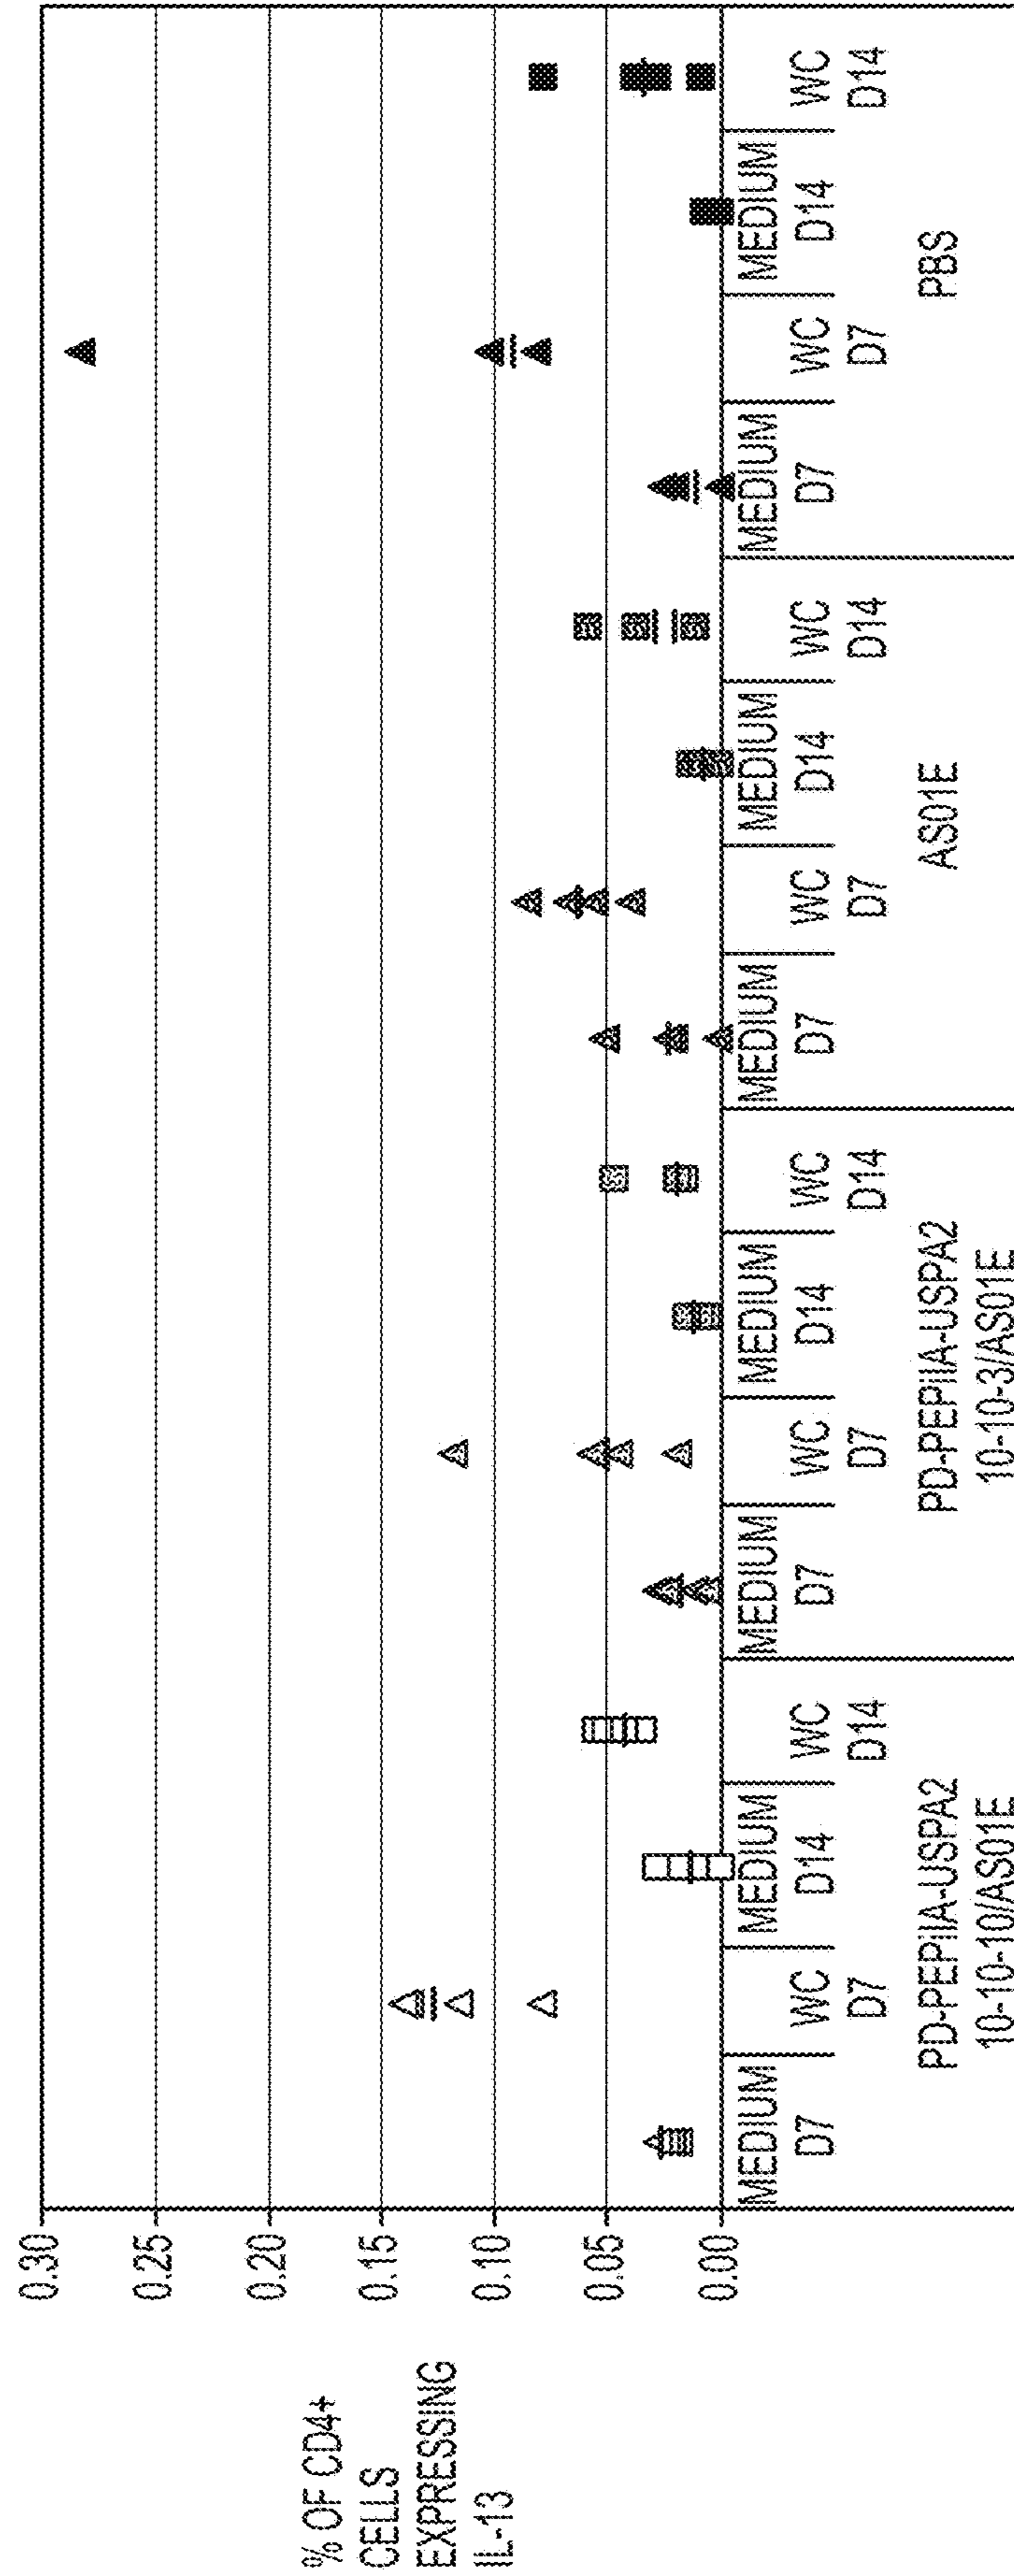 % OF CD4+
CELLS
EXPRESSING
IL-13
0.30
0.25
0.20
0.15
0.10
0.05
0.00
MEDIUM WC MEDIUM WC MEDIUM WC MEDIUM WC MEDIUM WC MEDIUM WC MEDIUM WC MEDIUM WC
D7 D7 D14 D14 D7 D7 D14 D14 D7 D7 D14 D14 D7 D7 D14 D14
PD-PEPIIA-USPA2 PD-PEPIIA-USPA2 AS01E PBS
10-10-10/AS01E 10-10-3/AS01E